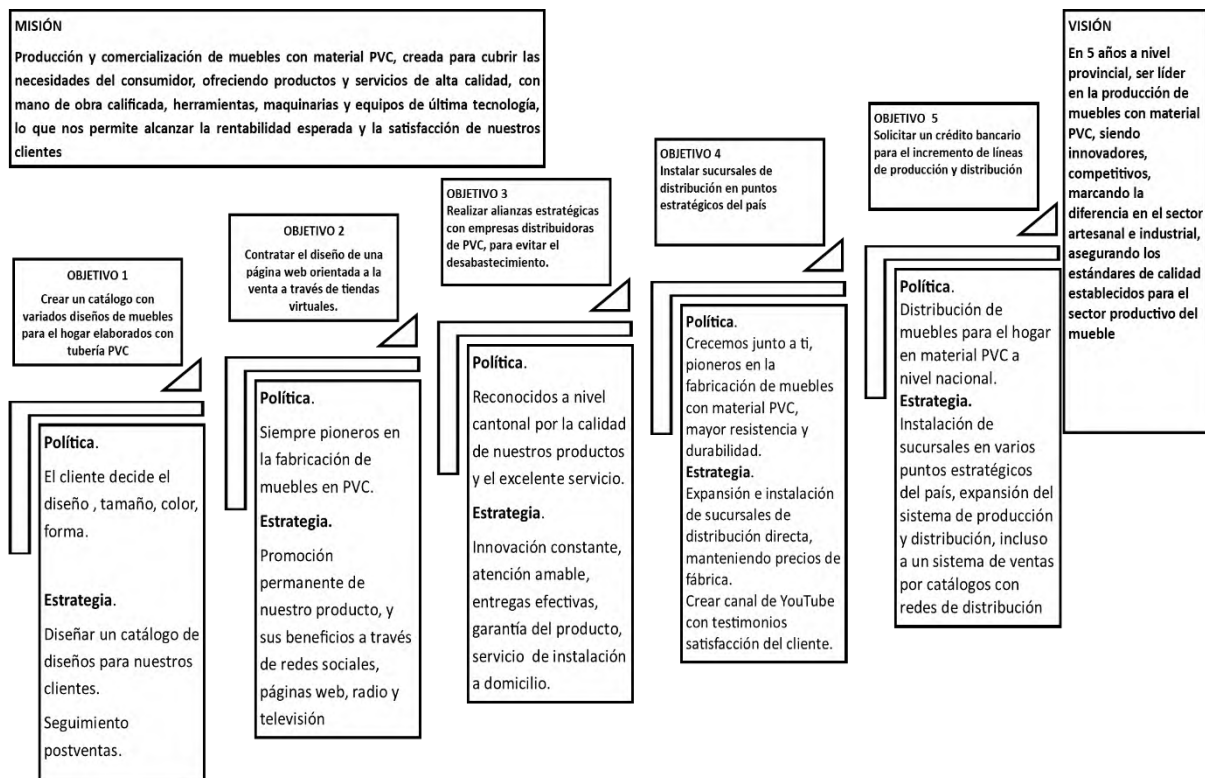 MISIÓN
Producción y comercialización de muebles con material PVC, creada para cubrir las
necesidades del consumidor, ofreciendo productos y servicios de alta calidad, con
mano de obra calificada, herramientas, maquinarias y equipos de última tecnología,
lo que nos permite alcanzar la rentabilidad esperada y la satisfacción de nuestros
clientes
OBJETIVO 1
Crear un catálogo con
variados diseños de muebles
para el hogar elaborados con
tubería PVC
Política.
El cliente decide el
diseño , tamaño, color,
forma.
Estrategia.
Diseñar un catálogo de
diseños para nuestros
clientes.
Seguimiento
postventas.
OBJETIVO 2
Contratar el diseño de una
página web orientada a la
venta a través de tiendas
virtuales.
Política.
Siempre pioneros en
la fabricación de
muebles en PVC.
Estrategia.
Promoción
permanente de
nuestro producto, y
sus beneficios a través
de redes sociales,
páginas web, radio y
televisión
OBJETIVO 3
Realizar alianzas estratégicas
con empresas distribuidoras
de PVC, para evitar el
desabastecimiento.
Política.
Reconocidos a nivel
cantonal por la calidad
de nuestros productos
y el excelente servicio.
Estrategia.
Innovación constante,
atención amable,
entregas efectivas,
garantía del producto,
servicio de instalación
a domicilio.
OBJETIVO 4
Instalar sucursales de
distribución en puntos
estratégicos del país
Política.
Crecemos junto a ti,
pioneros en la
fabricación de muebles
con material PVC,
mayor resistencia y
durabilidad.
Estrategia.
Expansión e instalación
de sucursales de
distribución directa,
manteniendo precios de
fábrica.
Crear canal de YouTube
con testimonios
satisfacción del cliente.
OBJETIVO 5
Solicitar un crédito bancario
para el incremento de líneas
de producción y distribución
Política.
Distribución de
muebles para el hogar
en material PVC a
nivel nacional.
Estrategia.
Instalación de
sucursales en varios
puntos estratégicos
del país, expansión del
sistema de producción
y distribución, incluso
a un sistema de ventas
por catálogos con
redes de distribución
VISIÓN
En 5 años a nivel
provincial, ser líder
en la producción de
muebles con material
PVC, siendo
innovadores,
competitivos,
marcando la
diferencia en el sector
artesanal e industrial,
asegurando los
estándares de calidad
establecidos para el
sector productivo del
mueble